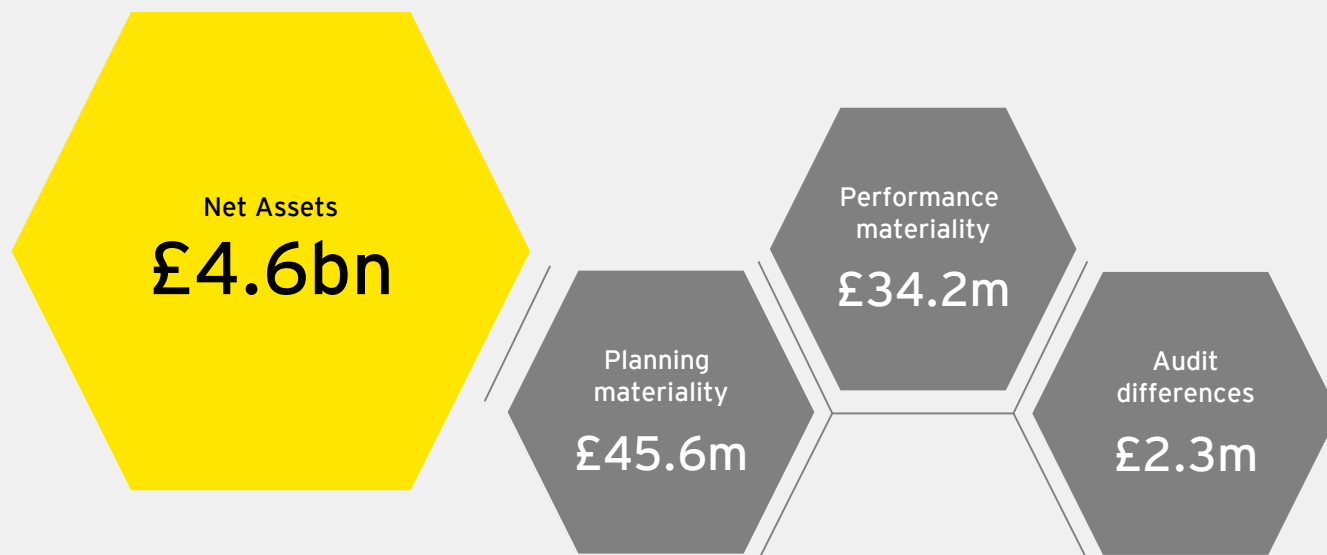 Net Assets
£4.6bn
Planning
materiality
£45.6m
Performance
materiality
£34.2m
Audit
differences
£2.3m